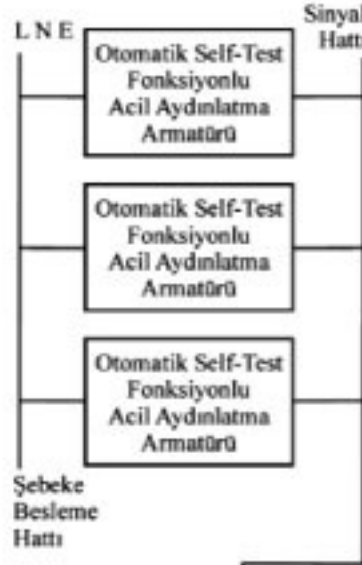 L N E
Sinyal
Hattı
Otomatik Self-Test
Fonksiyonlu
Acil Aydınlatma
Armatürü
Otomatik Self-Test
Fonksiyonlu
Acil Aydınlatma
Armatürü
Otomatik Self-Test
Fonksiyonlu
Acil Aydınlatma
Armatürü
Şebeke
Besleme
Hattı